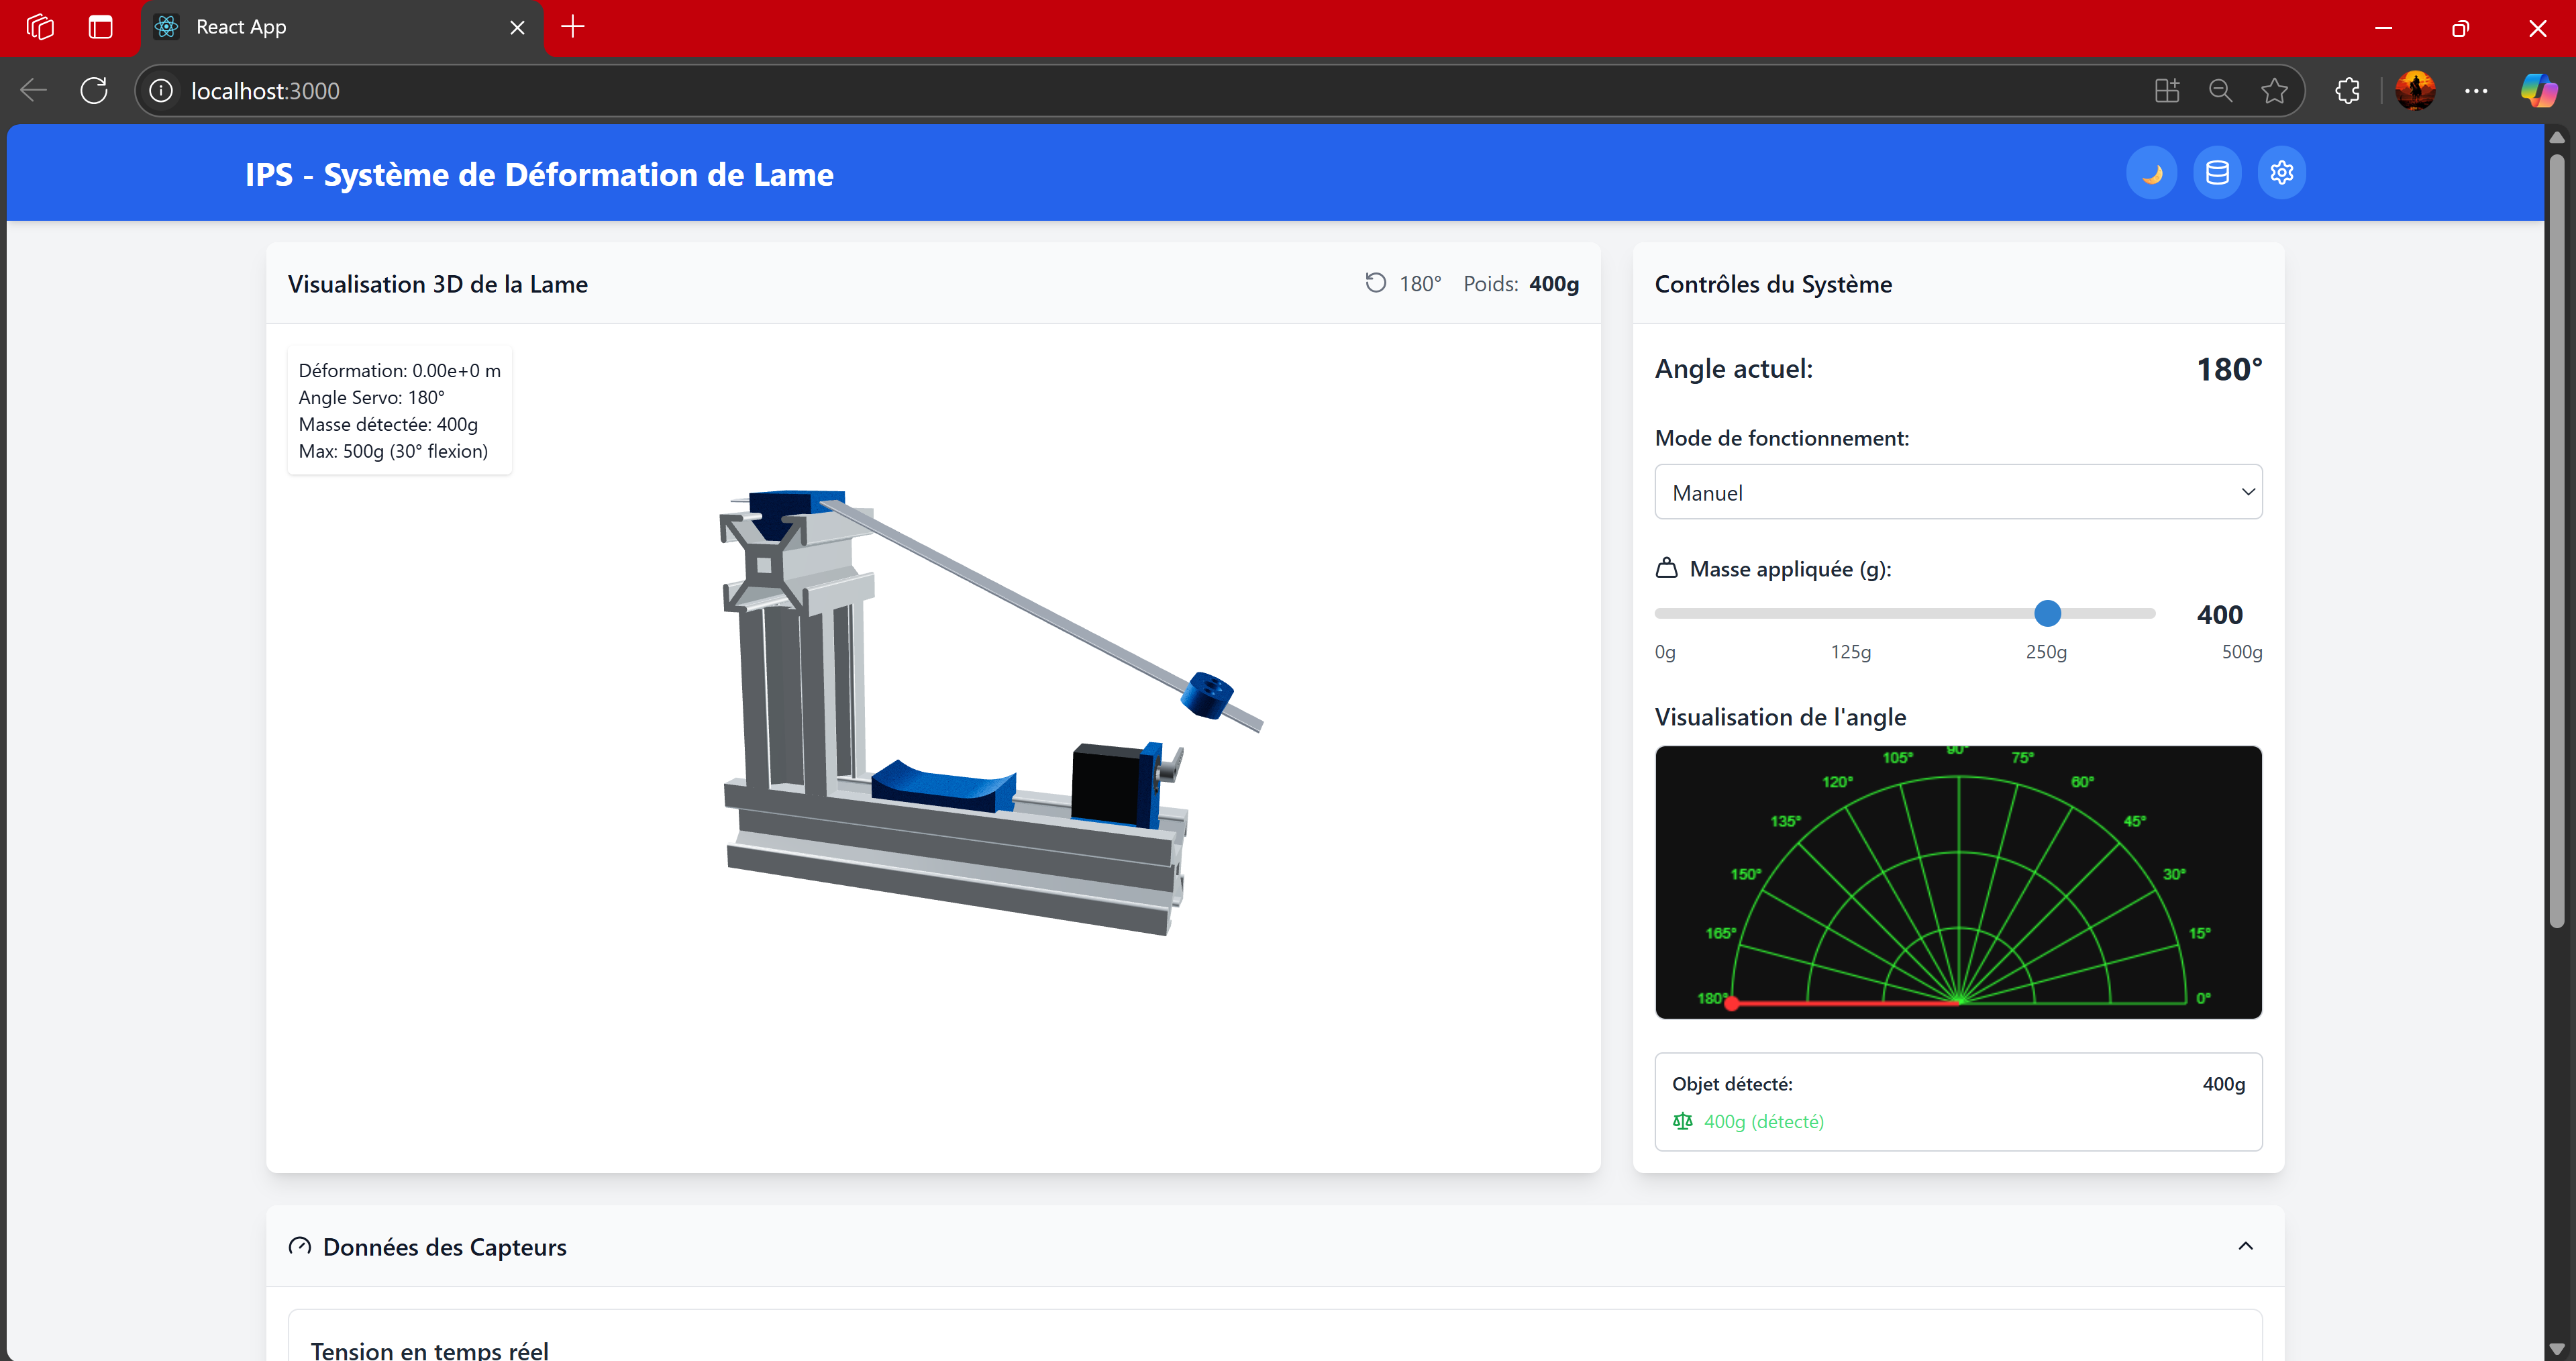 React App
localhost:3000
IPS - Système de Déformation de Lame
Visualisation 3D de la Lame
180° Poids: 400g
Déformation: 0.00e+0 m
Angle Servo: 180°
Masse détectée: 400g
Max: 500g (30° flexion)
Contrôles du Système
Angle actuel: 180°
Mode de fonctionnement:
Manuel
Masse appliquée (g):
400
0g 125g 250g 500g
Visualisation de l'angle
105° 90° 75°
120° 60°
135° 45°
150° 30°
165° 15°
180° 0°
Objet détecté: 400g
400g (détecté)
Données des Capteurs
Tension en temps réel